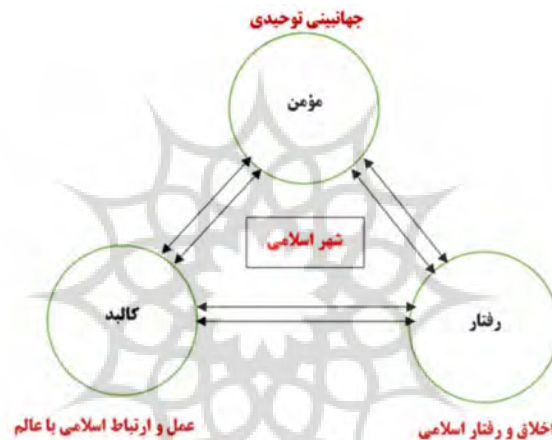 جهانبینی توحیدی
مؤمن
شهر اسلامی
رفتار
کالبد
اخلاق و رفتار اسلامی
عمل و ارتباط اسلامی با عالم